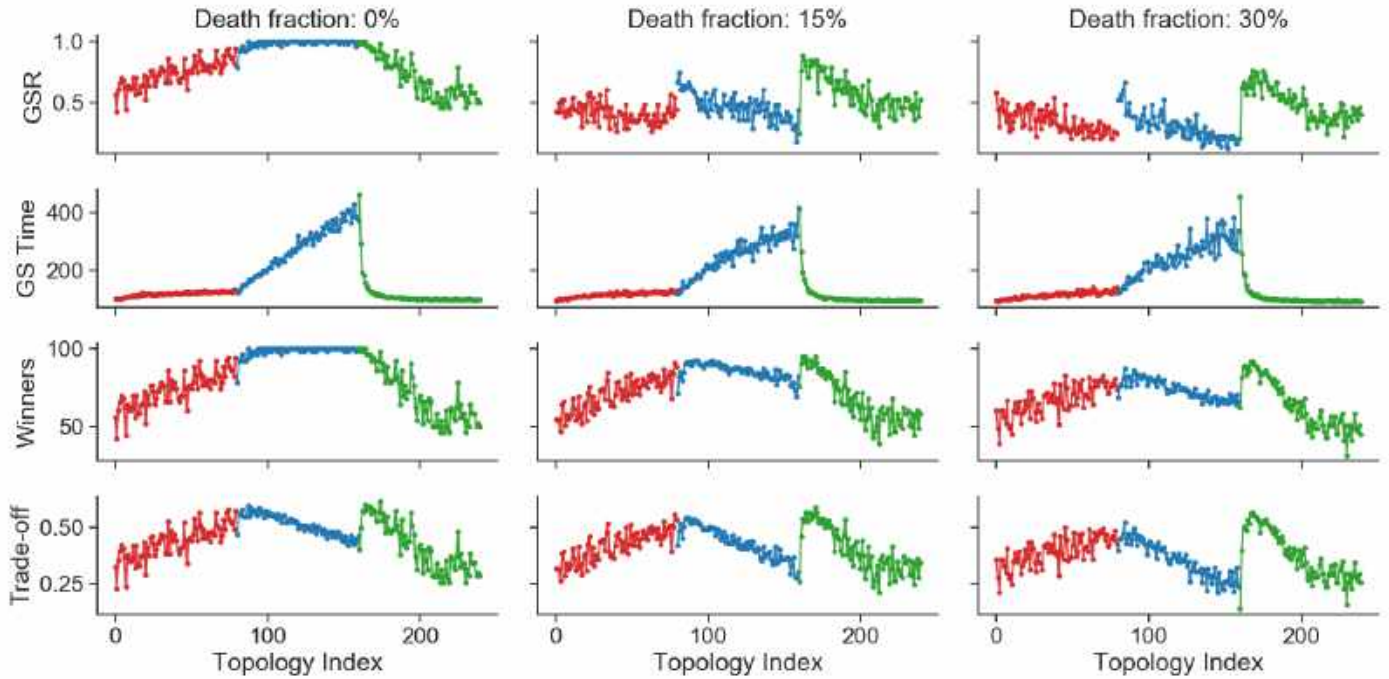 Death fraction: 0%
Death fraction: 15%
Death fraction: 30%
GSR
1.0
0.5
GS Time
400
200
Winners
100
50
Trade-off
0.50
0.25
0 100 200
0 100 200
0 100 200
Topology Index
Topology Index
Topology Index